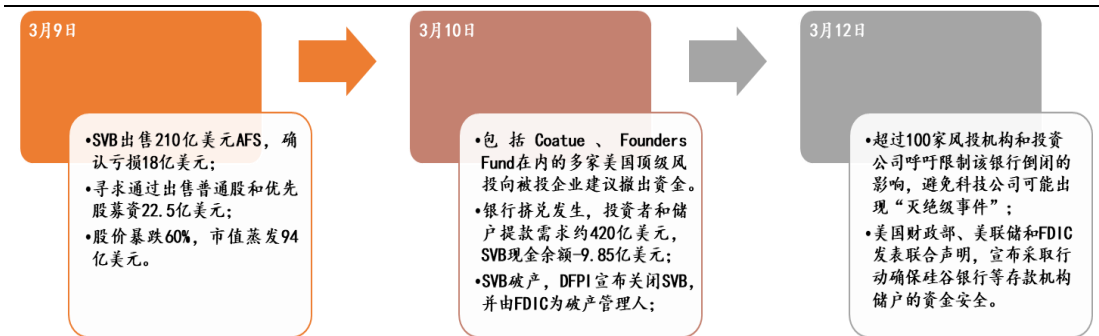 3月9日
•SVB出售210亿美元AFS，确
认亏损18亿美元；
•寻求通过出售普通股和优先
股募资22.5亿美元；
•股价暴跌60%，市值蒸发94
亿美元。
3月10日
•包括Coatue、Founders
Fund在内的多家美国顶级风
投向被投企业建议撤出资金。
•银行挤兑发生，投资者和储
户提款需求约420亿美元，
SVB现金余额-9.85亿美元；
•SVB破产，DFPI宣布关闭SVB，
并由FDIC为破产管理人；
3月12日
•超过100家风投机构和投资
公司呼吁限制该银行倒闭的
影响，避免科技公司可能出
现“灭绝级事件”；
•美国财政部、美联储和FDIC
发表联合声明，宣布采取行
动确保硅谷银行等存款机构
储户的资金安全。